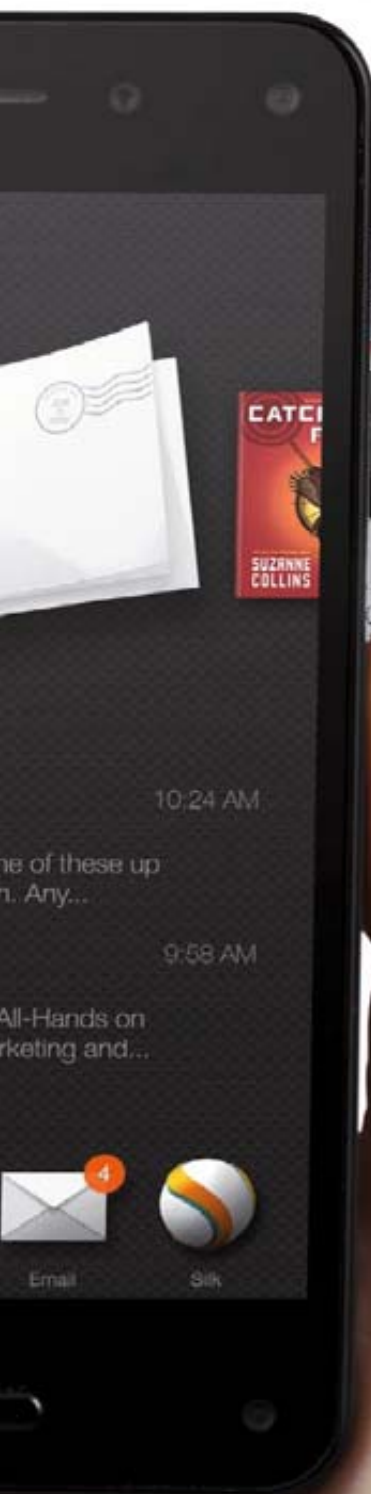 CATCI
F
SUZANNE
COLLINS
10:24 AM
ne of these up
n. Any...
9:58 AM
All-Hands on
rketing and...
4
Email
Silk